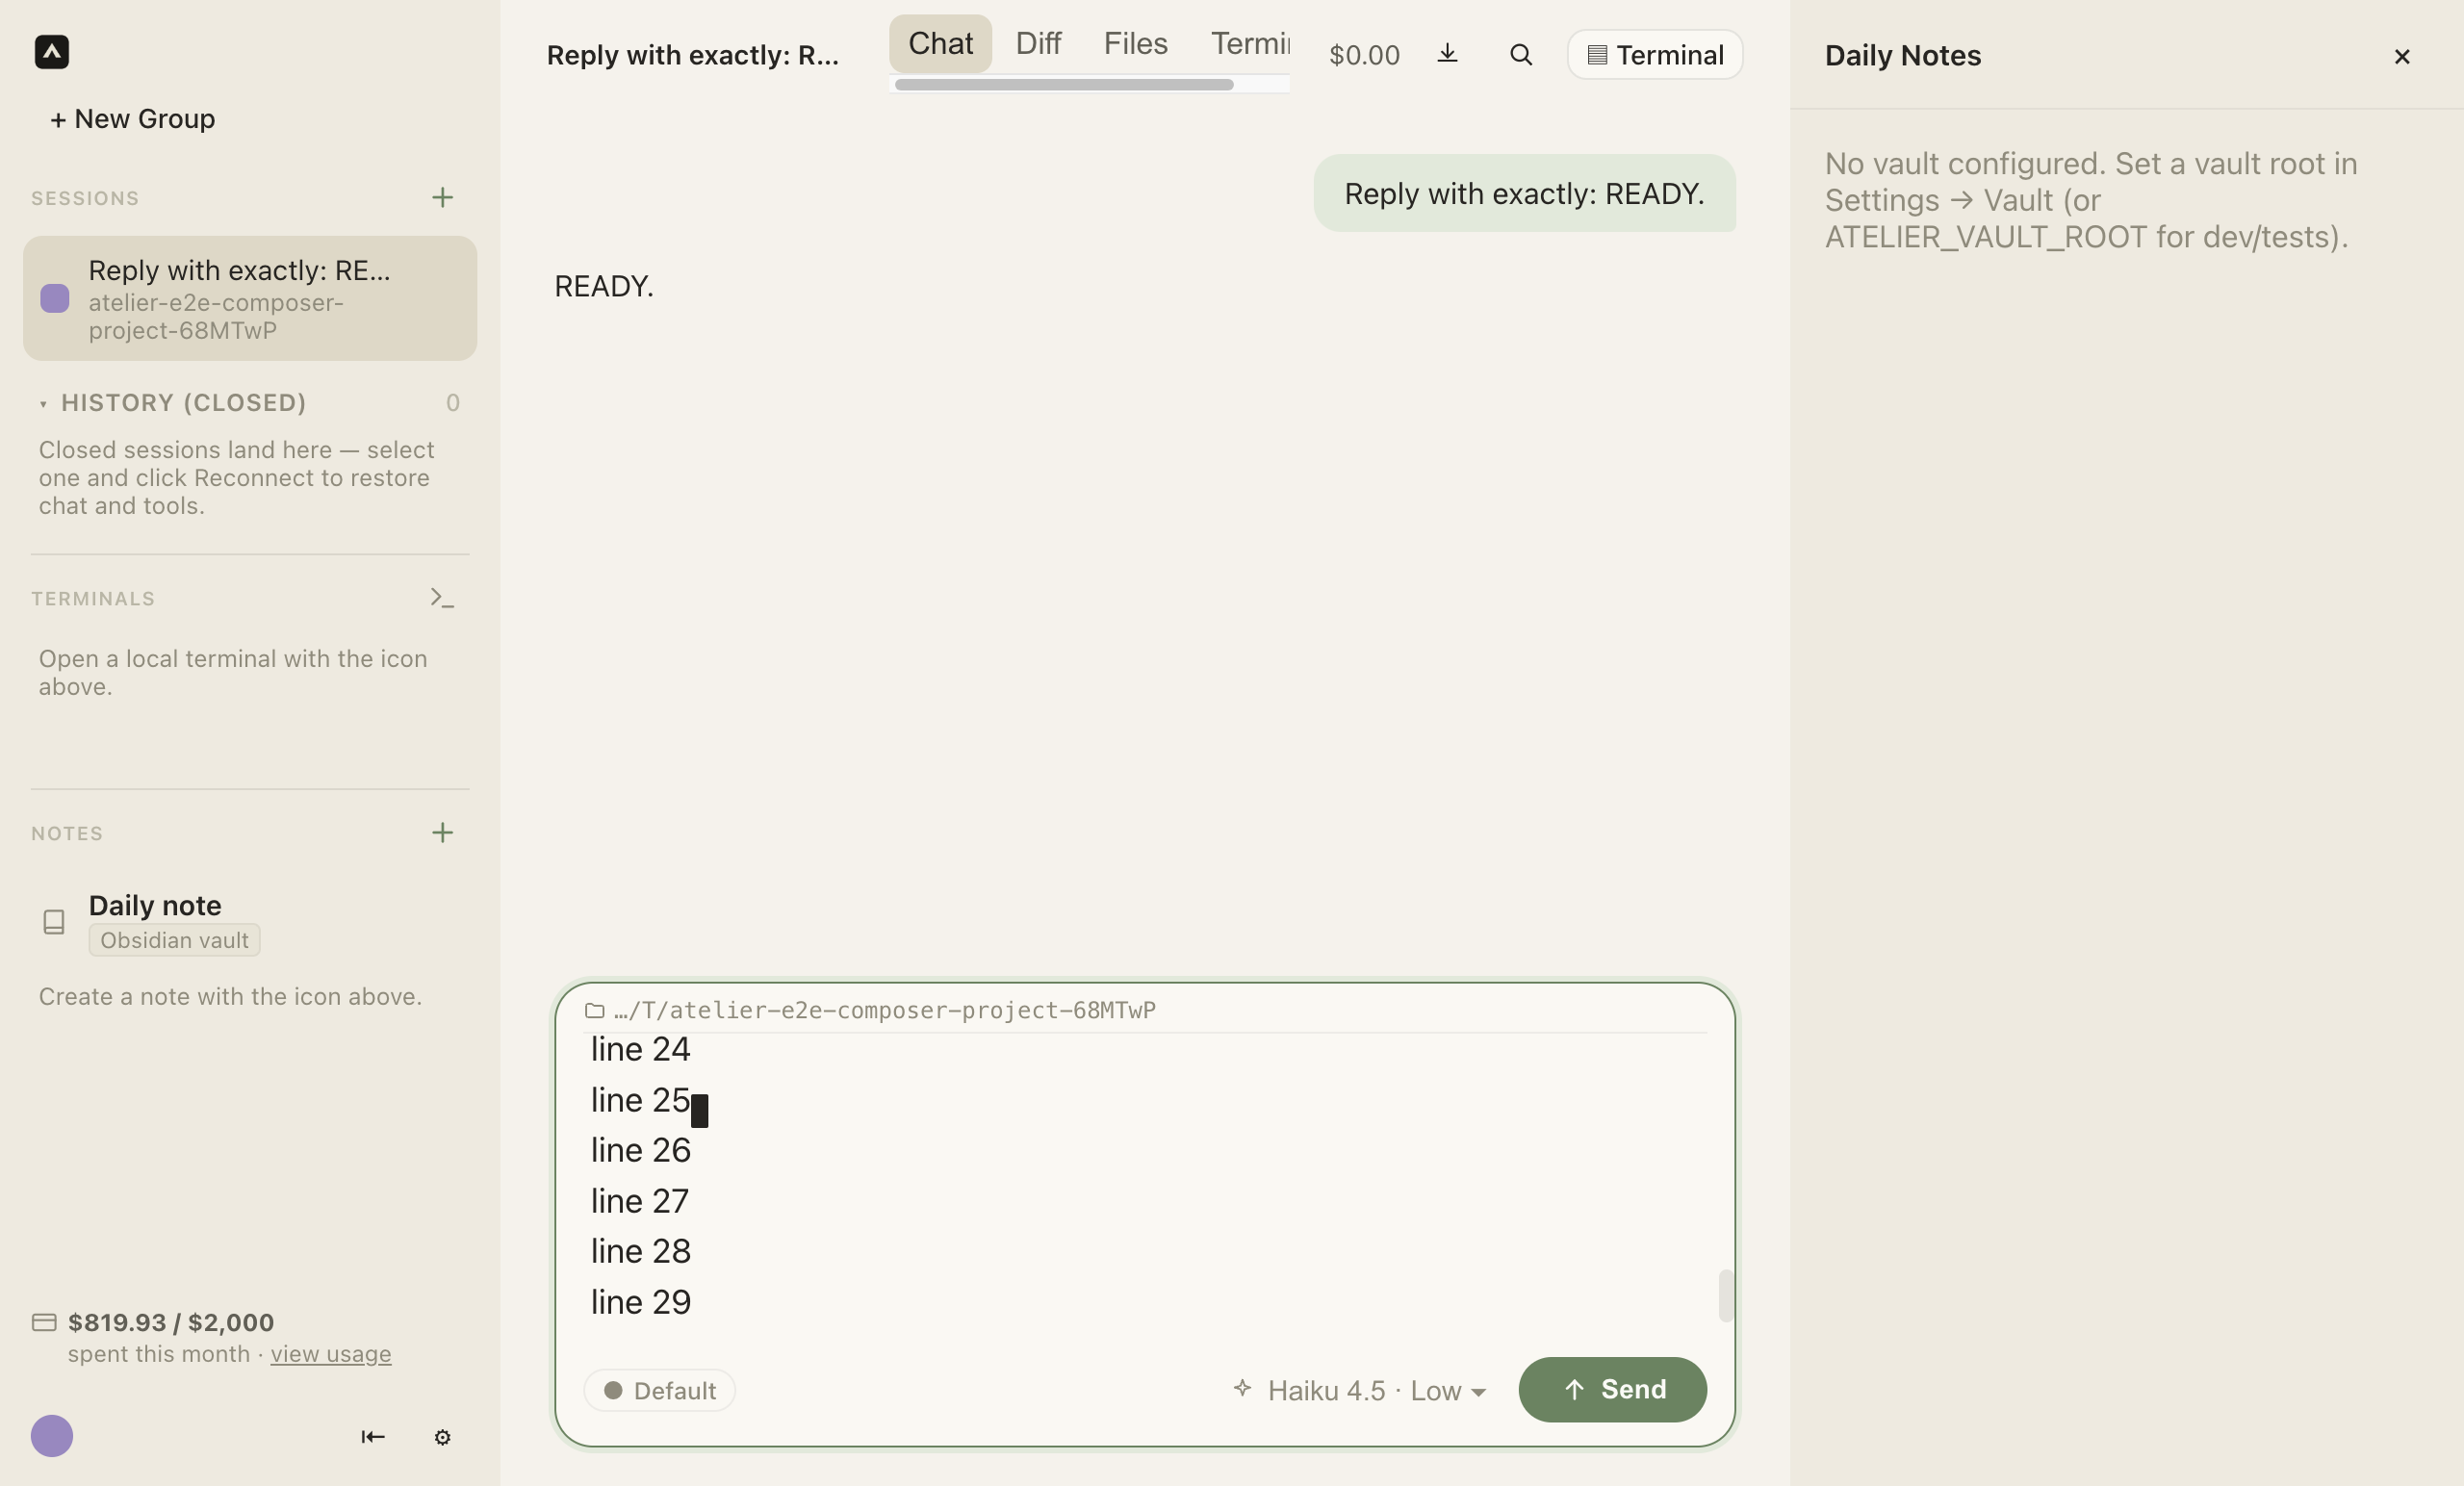 + New Group
SESSIONS
Reply with exactly: RE...
atelier-e2e-composer-
project-68MTwP
HISTORY (CLOSED) 0
Closed sessions land here — select
one and click Reconnect to restore
chat and tools.
TERMINALS
Open a local terminal with the icon
above.
NOTES
Daily note
Obsidian vault
Create a note with the icon above.
$819.93 / $2,000
spent this month · view usage
Reply with exactly: R...
Chat Diff Files Termi
$0.00
Terminal
Reply with exactly: READY.
READY.
…/T/atelier-e2e-composer-project-68MTwP
line 24
line 25
line 26
line 27
line 28
line 29
Default
Haiku 4.5 · Low
Send
Daily Notes
No vault configured. Set a vault root in
Settings → Vault (or
ATELIER_VAULT_ROOT for dev/tests).